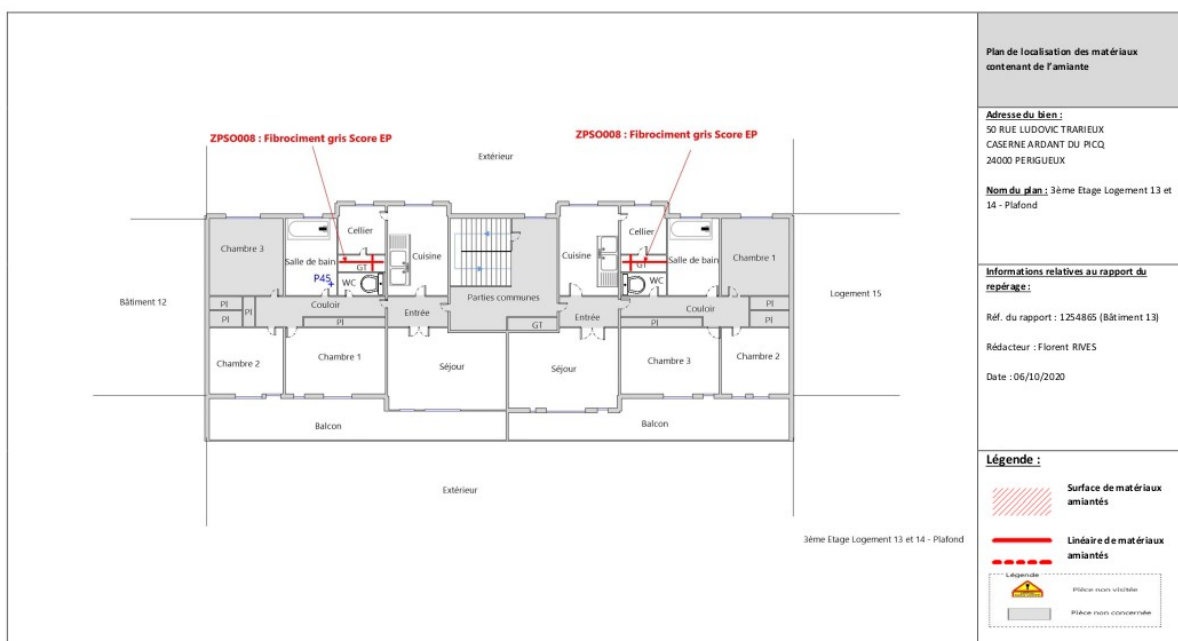 Plan de localisation des matériaux
contenant de l'amiante
Adresse du bien :
50 RUE LUDOVIC TRARIEUX
CASERNE ARDANT DU PICQ
24000 PERIGUEUX
Nom du plan : 3ème Etage Logement 13 et
14 - Plafond
Informations relatives au rapport du
repérage :
Réf. du rapport : 1254865 (Bâtiment 13)
Rédacteur : Florent RIVES
Date : 06/10/2020
Légende :
Surface de matériaux
amiantés
Linéaire de matériaux
amiantés
Légende
Pièce non visitée
Pièce non concernée
ZPSO008 : Fibrociment gris Score EP
ZPSO008 : Fibrociment gris Score EP
Extérieur
Chambre 3
Salle de bain
P45
Cellier
GT
WC
Cuisine
Parties communes
Cuisine
Cellier
GT
WC
Salle de bain
Chambre 1
Bâtiment 12
Logement 15
PI
PI
PI
Couloir
PI
Entrée
GT
Entrée
Couloir
PI
PI
PI
Chambre 2
Chambre 1
Séjour
Séjour
Chambre 3
Chambre 2
Balcon
Balcon
Extérieur
3ème Etage Logement 13 et 14 - Plafond